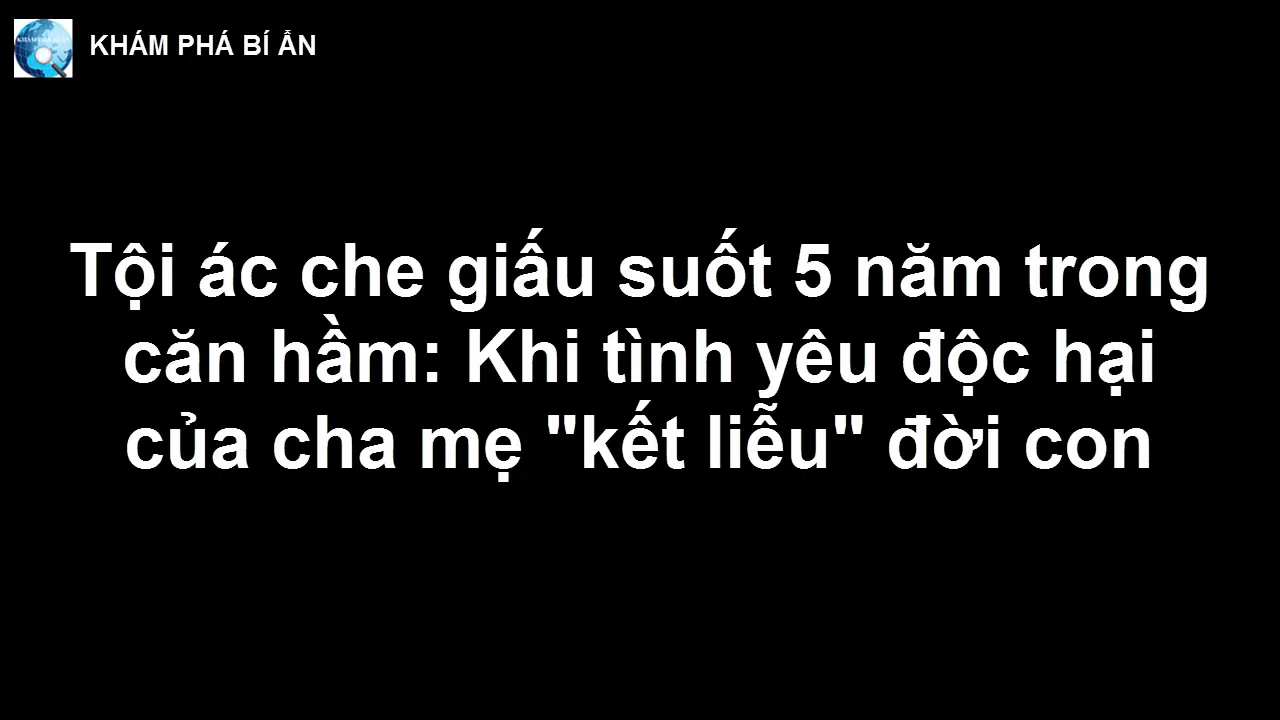 KHÁM PHÁ BÍ ẨN
Tội ác che giấu suốt 5 năm trong
căn hầm: Khi tình yêu độc hại
của cha mẹ "kết liễu" đời con